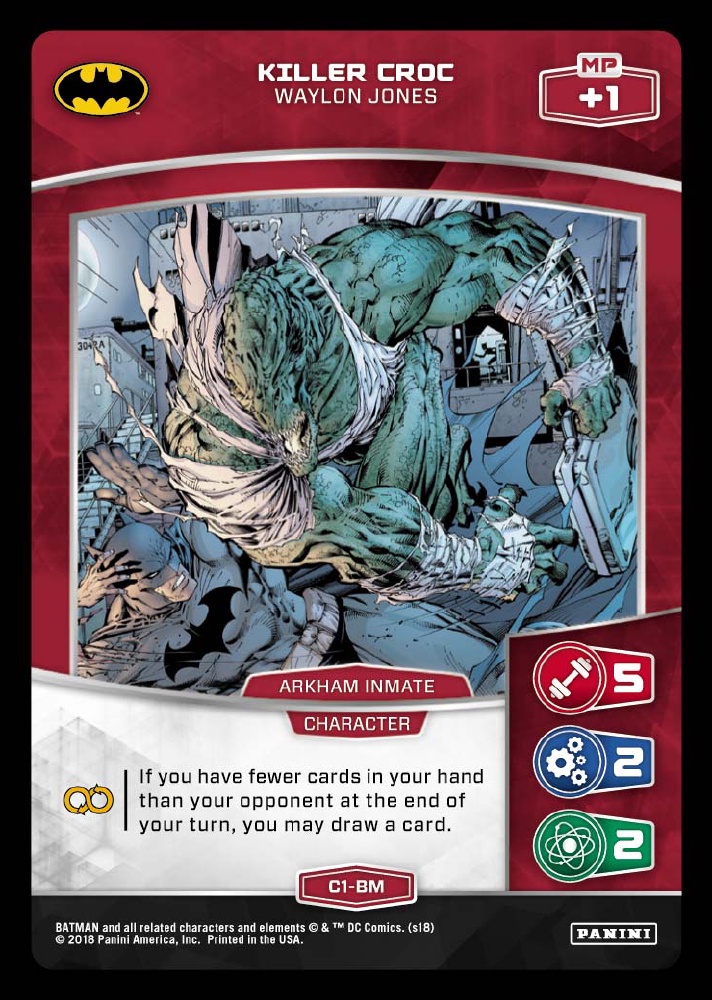 KILLER CROC
WAYLON JONES
MP
+1
ARKHAM INMATE
CHARACTER
5
2
2
If you have fewer cards in your hand
than your opponent at the end of
your turn, you may draw a card.
C1-BM
BATMAN and all related characters and elements © & ™ DC Comics. (s18)
© 2018 Panini America, Inc. Printed in the USA.
PANINI